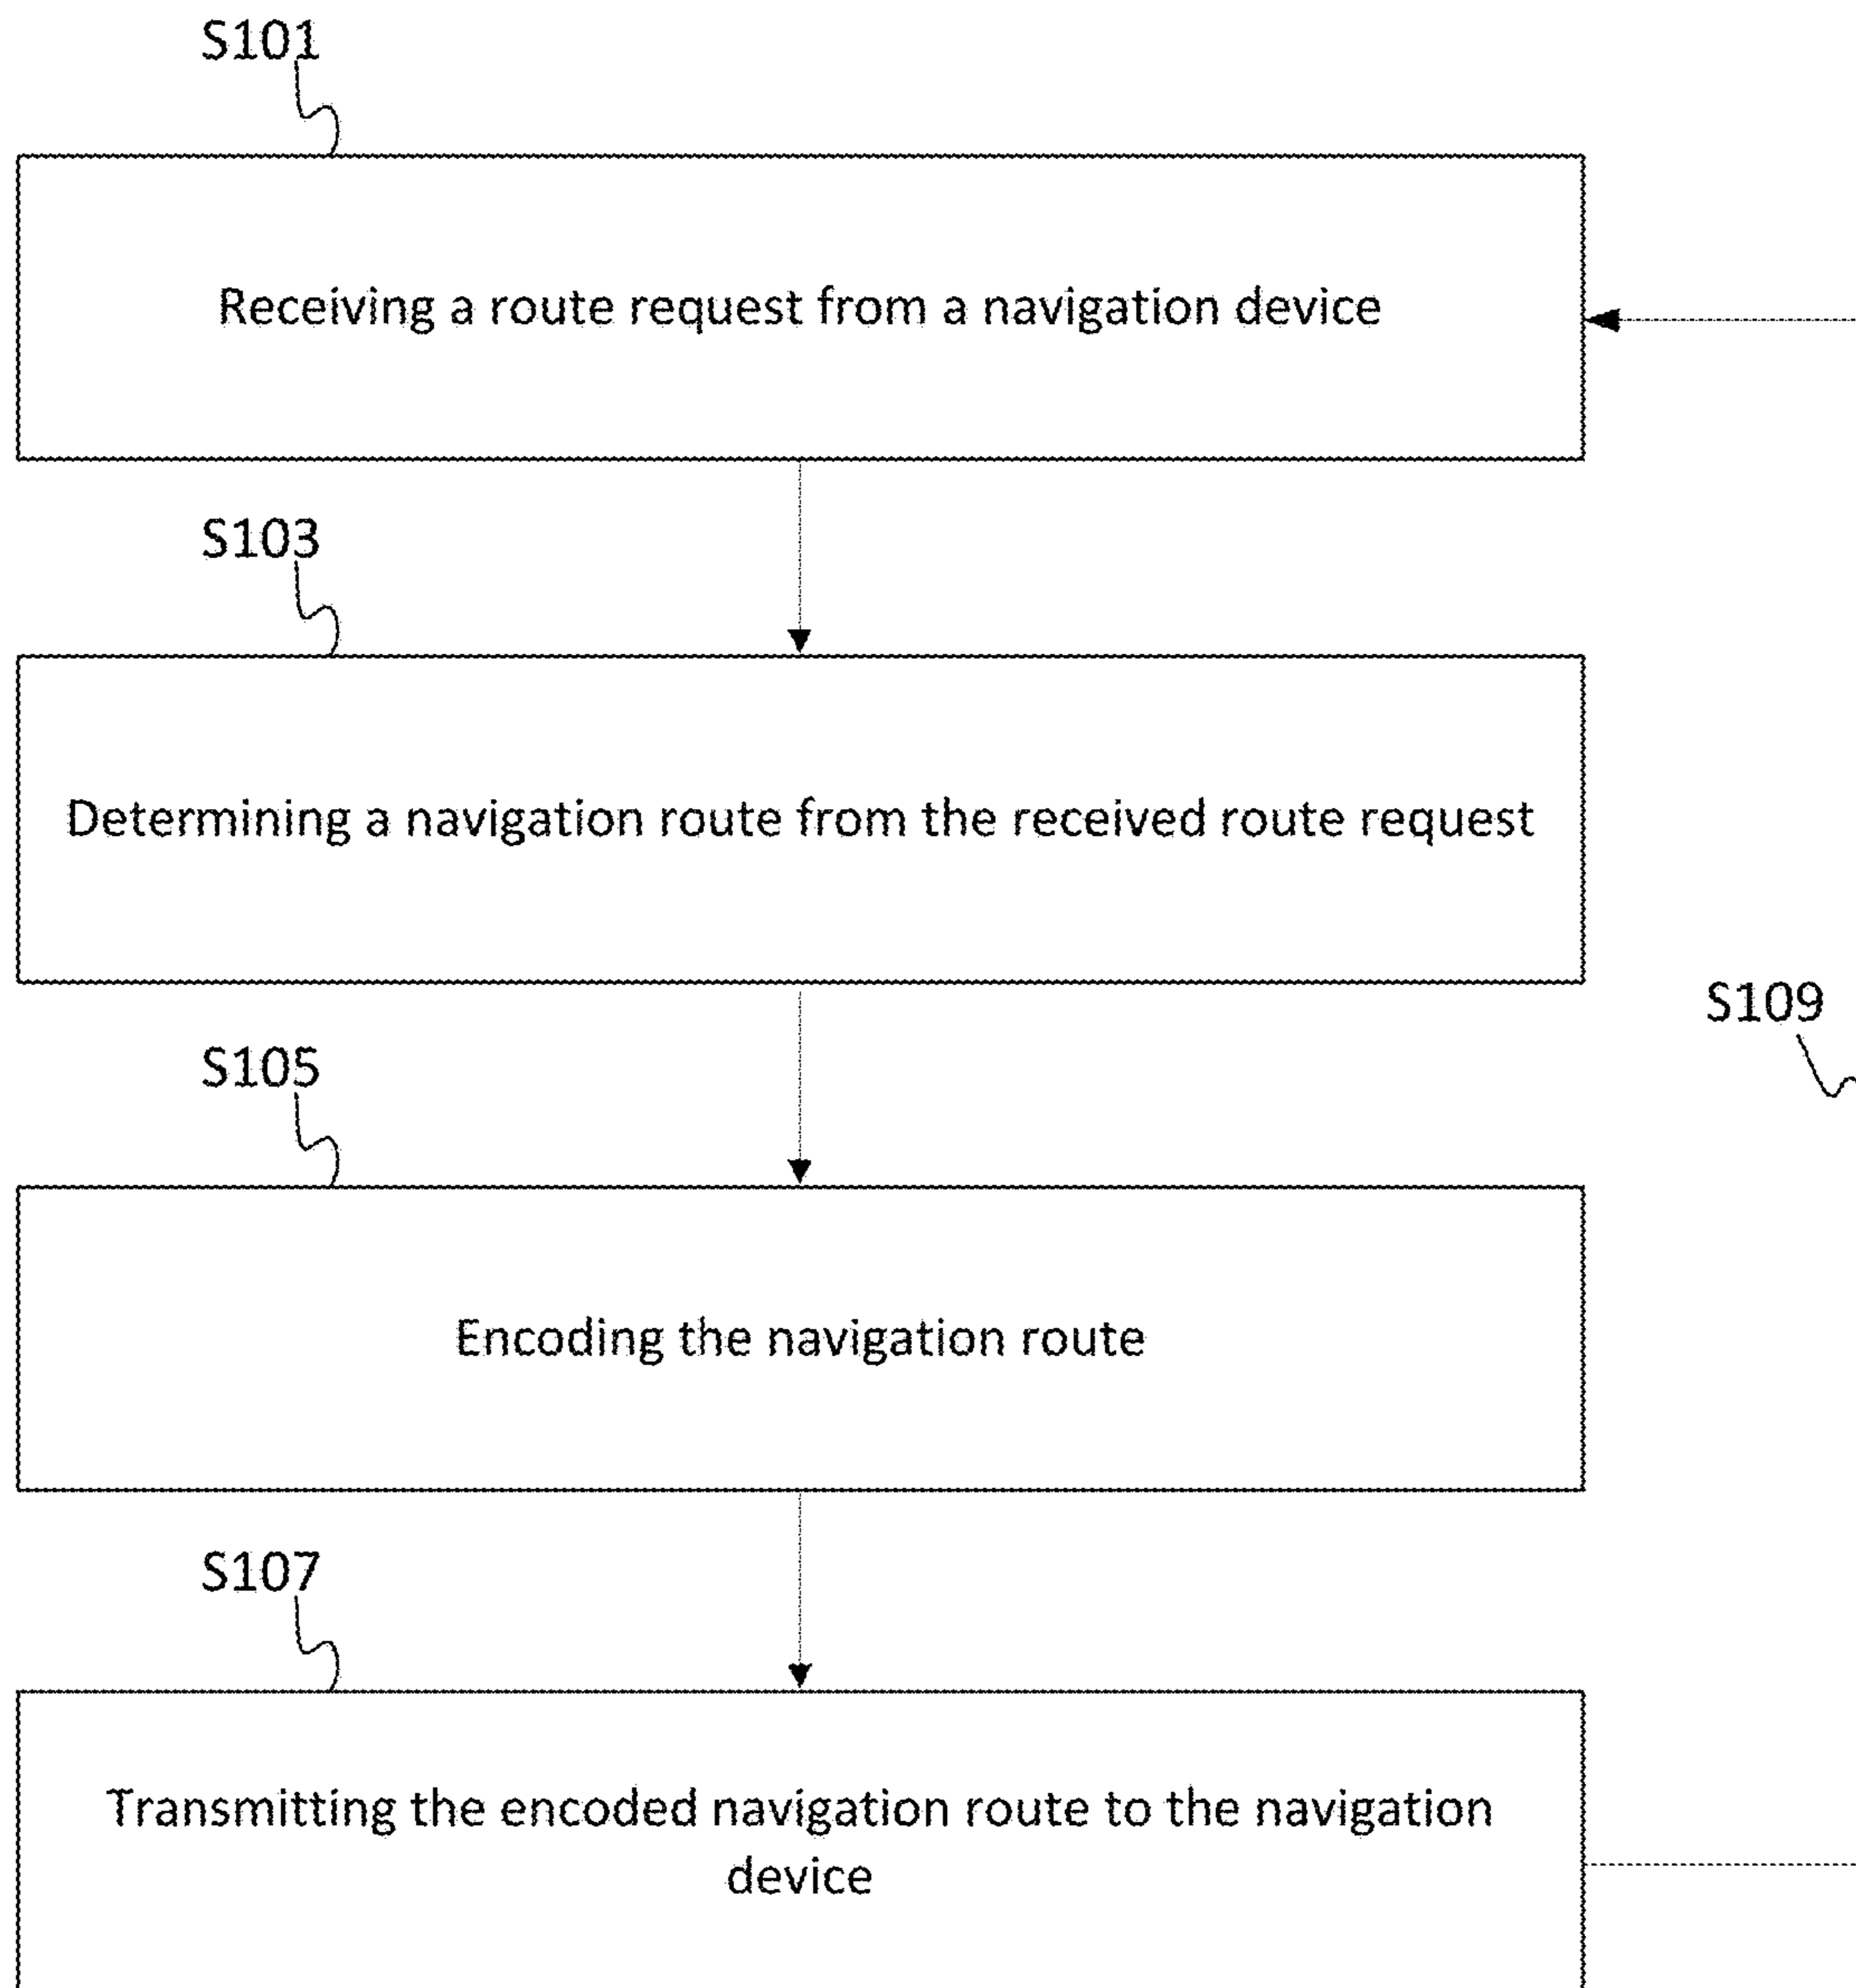 S101
Receiving a route request from a navigation device
S103
Determining a navigation route from the received route request
S109
S105
Encoding the navigation route
S107
Transmitting the encoded navigation route to the navigation
device